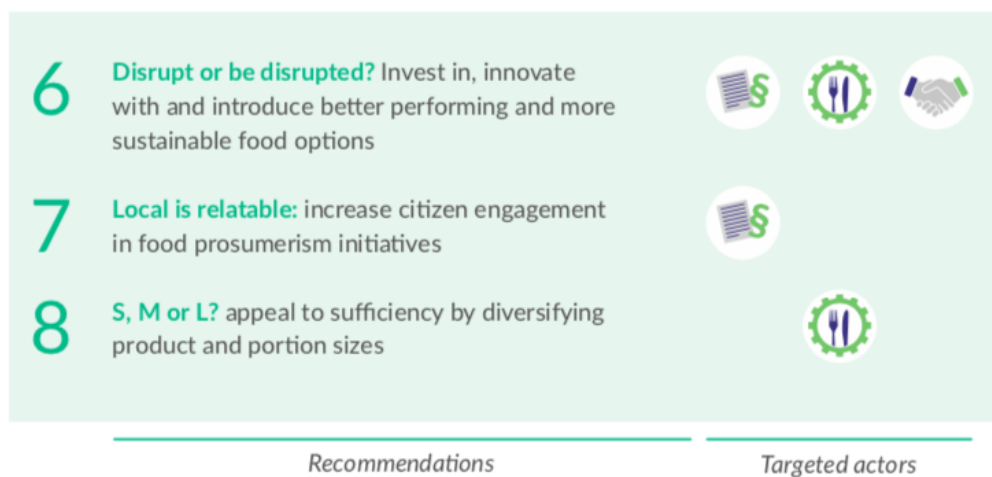 6
Disrupt or be disrupted? Invest in, innovate
with and introduce better performing and more
sustainable food options
§
7
Local is relatable: increase citizen engagement
in food prosumerism initiatives
§
8
S, M or L? appeal to sufficiency by diversifying
product and portion sizes
Recommendations
Targeted actors